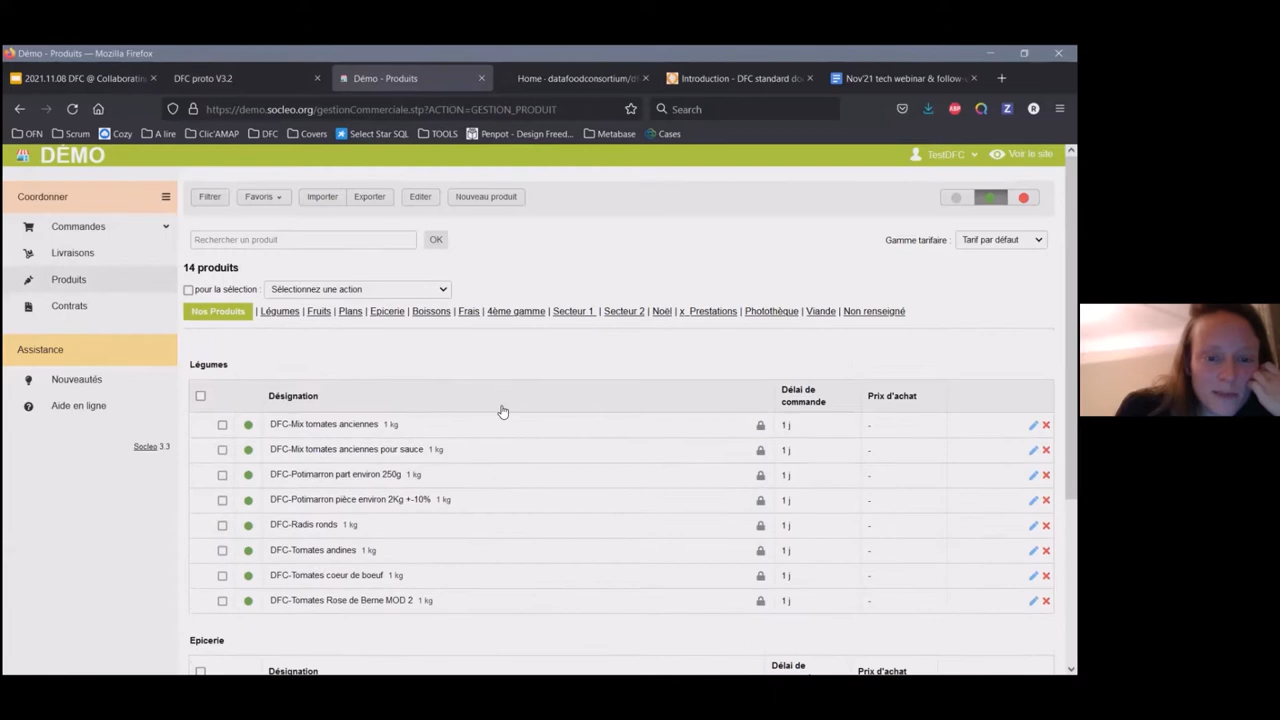 Démo - Produits — Mozilla Firefox
2021.11.08 DFC @ Collaboratin
DFC proto V3.2
Démo - Produits
Home · datafoodconsortium/d
Introduction - DFC standard do
Nov'21 tech webinar & follow
https://demo.socleo.org/gestionCommerciale.stp?ACTION=GESTION_PRODUIT
Search
OFN Scrum Cozy A lire Clic'AMAP DFC Covers Select Star SQL TOOLS Penpot - Design Freed... Metabase Cases
DÉMO
TestDFC
Voir le site
Coordonner
Commandes
Livraisons
Produits
Contrats
Assistance
Nouveautés
Aide en ligne
Socleo 3.3
Filtrer Favoris Importer Exporter Editer Nouveau produit
Rechercher un produit OK
Gamme tarifaire : Tarif par défaut
14 produits
pour la sélection : Sélectionnez une action
Nos Produits | Légumes | Fruits | Plans | Epicerie | Boissons | Frais | 4ème gamme | Secteur 1 | Secteur 2 | Noël | x Prestations | Photothèque | Viande | Non renseigné
Légumes
Désignation Délai de commande Prix d'achat
DFC-Mix tomates anciennes 1 kg 1 j -
DFC-Mix tomates anciennes pour sauce 1 kg 1 j -
DFC-Potimarron part environ 250g 1 kg 1 j -
DFC-Potimarron pièce environ 2Kg +-10% 1 kg 1 j -
DFC-Radis ronds 1 kg 1 j -
DFC-Tomates andines 1 kg 1 j -
DFC-Tomates coeur de boeuf 1 kg 1 j -
DFC-Tomates Rose de Berne MOD 2 1 kg 1 j -
Epicerie
Désignation Délai de Prix d'achat